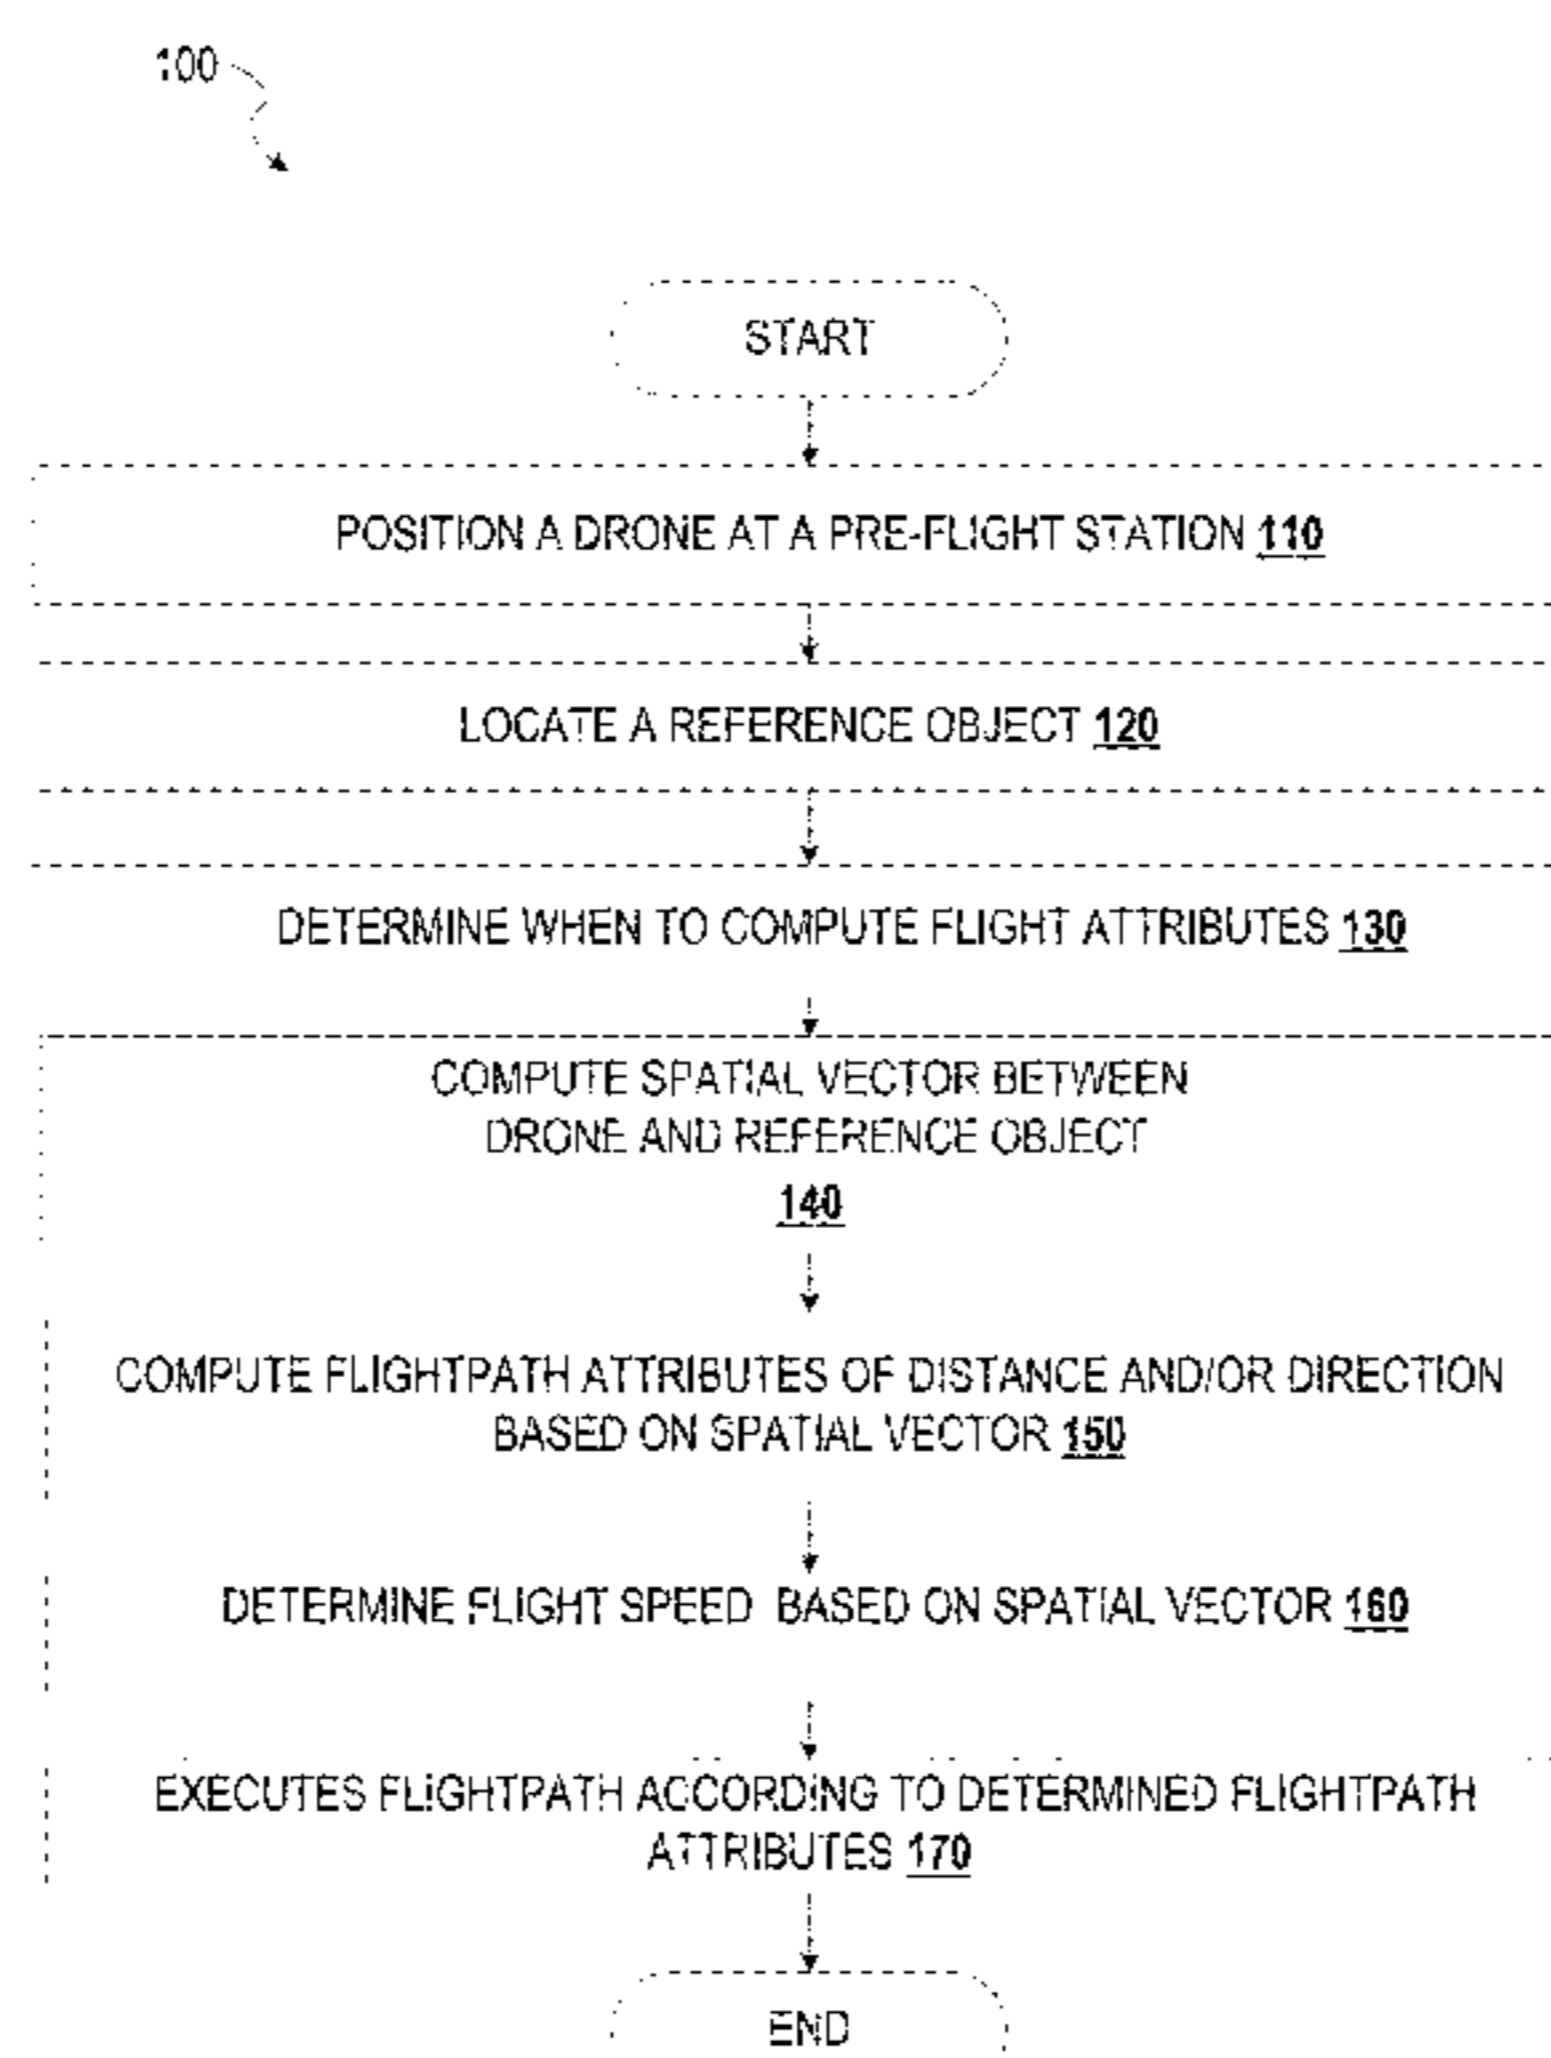 100
START
POSITION A DRONE AT A PRE-FLIGHT STATION 110
LOCATE A REFERENCE OBJECT 120
DETERMINE WHEN TO COMPUTE FLIGHT ATTRIBUTES 130
COMPUTE SPATIAL VECTOR BETWEEN
DRONE AND REFERENCE OBJECT
140
COMPUTE FLIGHTPATH ATTRIBUTES OF DISTANCE AND/OR DIRECTION
BASED ON SPATIAL VECTOR 150
DETERMINE FLIGHT SPEED BASED ON SPATIAL VECTOR 160
EXECUTES FLIGHTPATH ACCORDING TO DETERMINED FLIGHTPATH
ATTRIBUTES 170
END